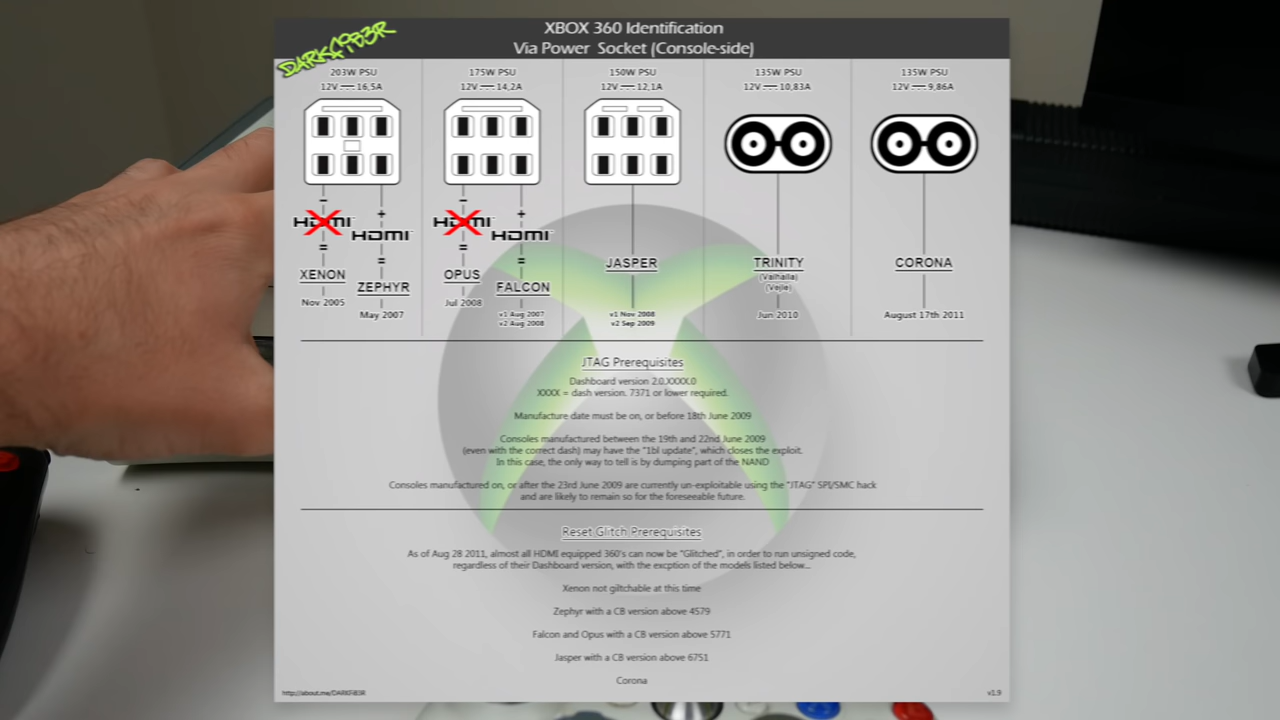 XBOX 360 Identification
Via Power Socket (Console-side)
DARKFiB3R
203W PSU
12V 16,5A
175W PSU
12V 14,2A
150W PSU
12V 12,1A
135W PSU
12V 10,83A
135W PSU
12V 9,86A
-
HDMI
=
XENON
Nov 2005
+
HDMI
=
ZEPHYR
May 2007
-
HDMI
=
OPUS
Jul 2008
+
HDMI
=
FALCON
v1 Aug 2007
v2 Aug 2008
JASPER
v1 Nov 2008
v2 Sep 2009
TRINITY
(Valhalla)
(Vejle)
Jun 2010
CORONA
August 17th 2011
JTAG Prerequisites
Dashboard version 2.0.XXXX.0
XXXX = dash version. 7371 or lower required.
Manufacture date must be on, or before 18th June 2009
Consoles manufactured between the 19th and 22nd June 2009
(even with the correct dash) may have the "1bl update", which closes the exploit.
In this case, the only way to tell is by dumping part of the NAND
Consoles manufactured on, or after the 23rd June 2009 are currently un-exploitable using the "JTAG" SPI/SMC hack
and are likely to remain so for the foreseeable future.
Reset Glitch Prerequisites
As of Aug 28 2011, almost all HDMI equipped 360's can now be "Glitched", in order to run unsigned code,
regardless of their Dashboard version, with the excption of the models listed below...
Xenon not giltchable at this time
Zephyr with a CB version above 4579
Falcon and Opus with a CB version above 5771
Jasper with a CB version above 6751
Corona
http://about.me/DARKFiB3R
v1.9